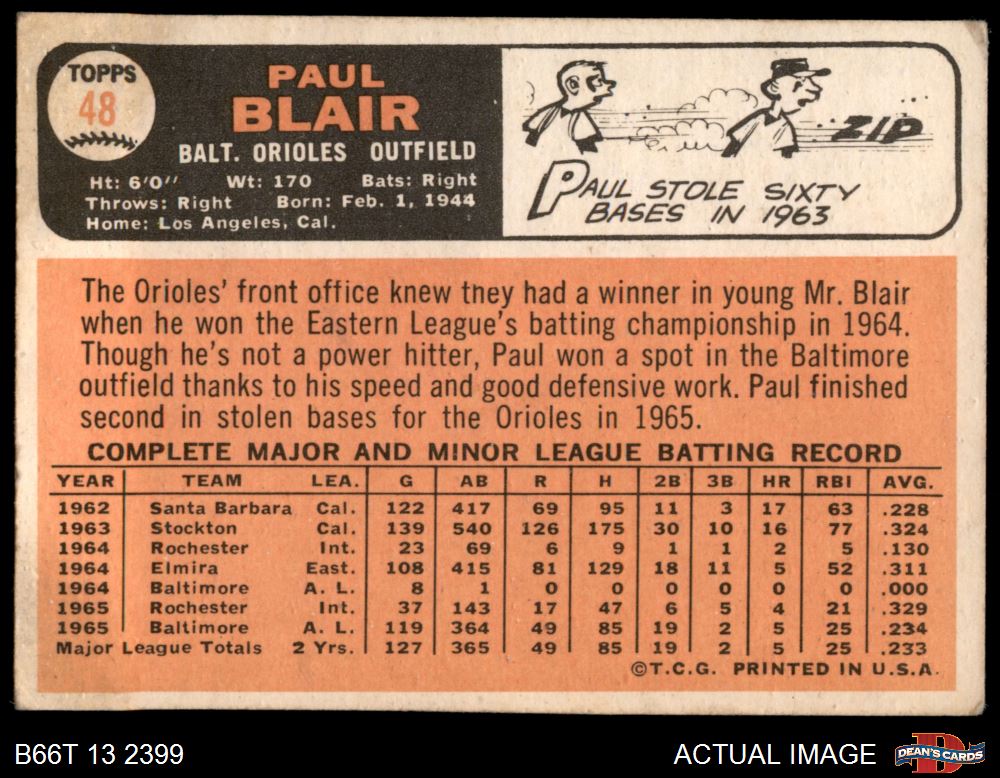 TOPPS
48
PAUL
BLAIR
BALT. ORIOLES OUTFIELD
Ht: 6'0" Wt: 170 Bats: Right
Throws: Right Born: Feb. 1, 1944
Home: Los Angeles, Cal.
ZIP
PAUL STOLE SIXTY
BASES IN 1963
The Orioles' front office knew they had a winner in young Mr. Blair
when he won the Eastern League's batting championship in 1964.
Though he's not a power hitter, Paul won a spot in the Baltimore
outfield thanks to his speed and good defensive work. Paul finished
second in stolen bases for the Orioles in 1965.
COMPLETE MAJOR AND MINOR LEAGUE BATTING RECORD
YEAR TEAM LEA. G AB R H 2B 3B HR RBI AVG.
1962 Santa Barbara Cal. 122 417 69 95 11 3 17 63 .228
1963 Stockton Cal. 139 540 126 175 30 10 16 77 .324
1964 Rochester Int. 23 69 6 9 1 1 2 5 .130
1964 Elmira East. 108 415 81 129 18 11 5 52 .311
1964 Baltimore A. L. 8 1 0 0 0 0 0 0 .000
1965 Rochester Int. 37 143 17 47 6 5 4 21 .329
1965 Baltimore A. L. 119 364 49 85 19 2 5 25 .234
Major League Totals 2 Yrs. 127 365 49 85 19 2 5 25 .233
©T.C.G. PRINTED IN U.S.A.
B66T 13 2399
ACTUAL IMAGE
D
DEAN'S CARDS